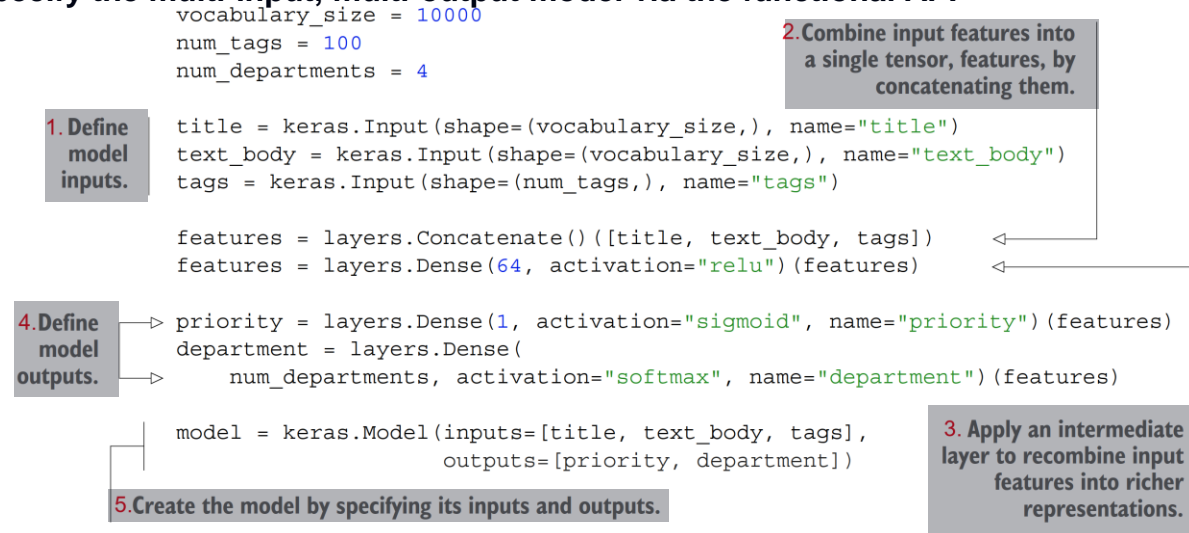 vocabulary_size = 10000
num_tags = 100
num_departments = 4
2.Combine input features into
a single tensor, features, by
concatenating them.
1. Define
model
inputs.
title = keras.Input(shape=(vocabulary_size,), name="title")
text_body = keras.Input(shape=(vocabulary_size,), name="text_body")
tags = keras.Input(shape=(num_tags,), name="tags")
features = layers.Concatenate()([title, text_body, tags])
features = layers.Dense(64, activation="relu")(features)
4.Define
model
outputs.
priority = layers.Dense(1, activation="sigmoid", name="priority")(features)
department = layers.Dense(
num_departments, activation="softmax", name="department")(features)
model = keras.Model(inputs=[title, text_body, tags],
outputs=[priority, department])
3. Apply an intermediate
layer to recombine input
features into richer
representations.
5.Create the model by specifying its inputs and outputs.